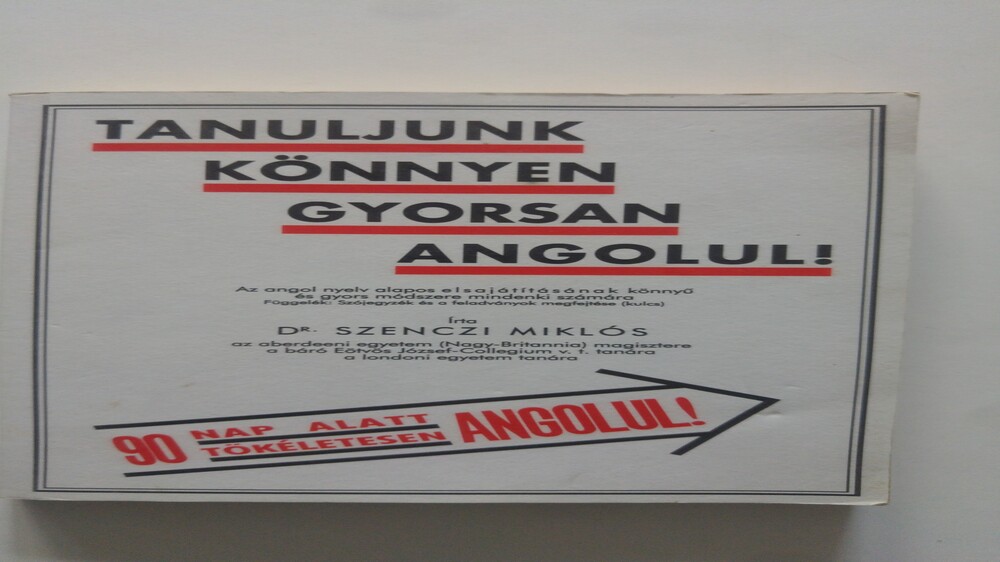 TANULJUNK
KÖNNYEN
GYORSAN
ANGOLUL!
Az angol nyelv alapos elsajátításának könnyű
és gyors módszere mindenki számára
Függelék: Szójegyzék és a feladványok megfejtése (kulcs)
Írta
DR. SZENCZI MIKLÓS
az aberdeeni egyetem (Nagy-Britannia) magisztere
a báró Eötvös József-Collegium v. t. tanára
a londoni egyetem tanára
90 NAP ALATT
TÖKÉLETESEN ANGOLUL!